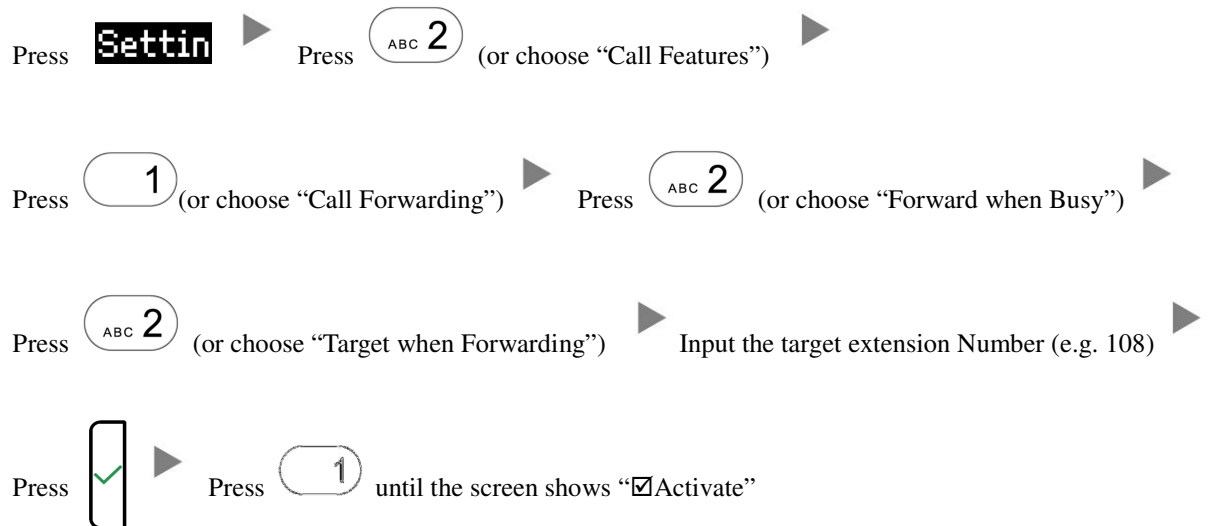 Press Settin Press ABC 2 (or choose “Call Features”)
Press 1 (or choose “Call Forwarding”) Press ABC 2 (or choose “Forward when Busy”)
Press ABC 2 (or choose “Target when Forwarding”) Input the target extension Number (e.g. 108)
Press Press 1 until the screen shows “☑Activate”